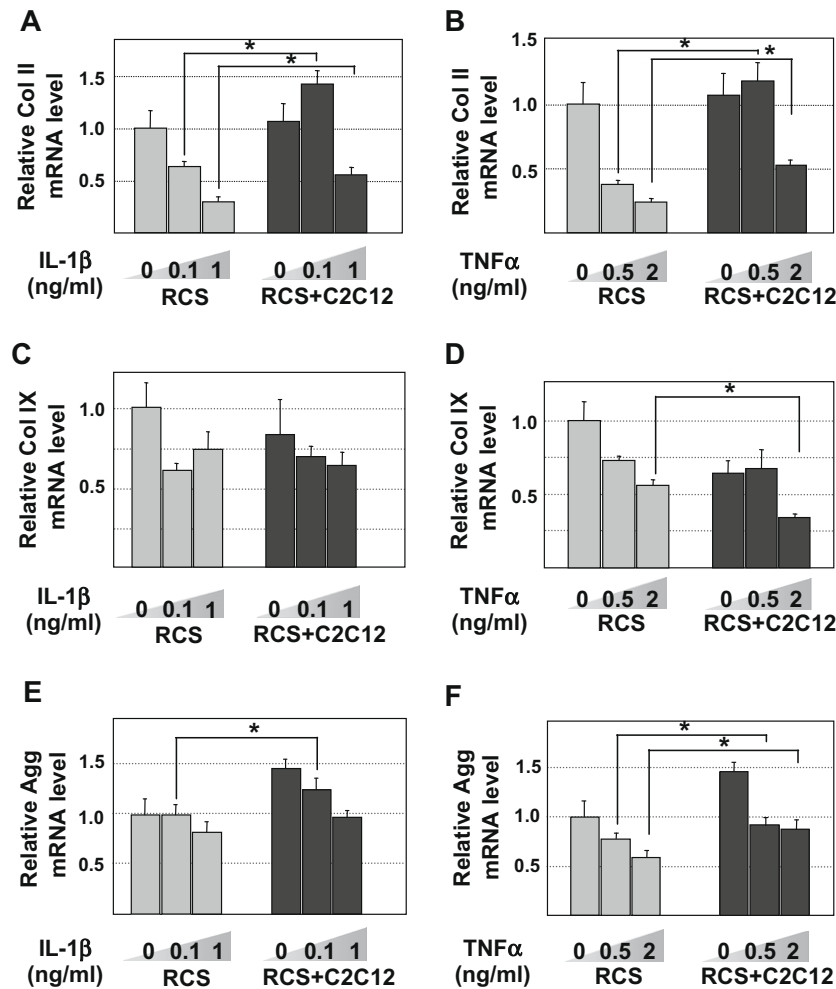 A
Relative Col II
mRNA level
1.5
1.0
0.5
*
*
IL-1β
(ng/ml)
0 0.1 1
RCS
0 0.1 1
RCS+C2C12
B
Relative Col II
mRNA level
1.5
1.0
0.5
*
*
TNFα
(ng/ml)
0 0.5 2
RCS
0 0.5 2
RCS+C2C12
C
Relative Col IX
mRNA level
1.0
0.5
IL-1β
(ng/ml)
0 0.1 1
RCS
0 0.1 1
RCS+C2C12
D
Relative Col IX
mRNA level
1.0
0.5
*
TNFα
(ng/ml)
0 0.5 2
RCS
0 0.5 2
RCS+C2C12
E
Relative Agg
mRNA level
1.5
1.0
0.5
*
IL-1β
(ng/ml)
0 0.1 1
RCS
0 0.1 1
RCS+C2C12
F
Relative Agg
mRNA level
1.5
1.0
0.5
*
*
TNFα
(ng/ml)
0 0.5 2
RCS
0 0.5 2
RCS+C2C12